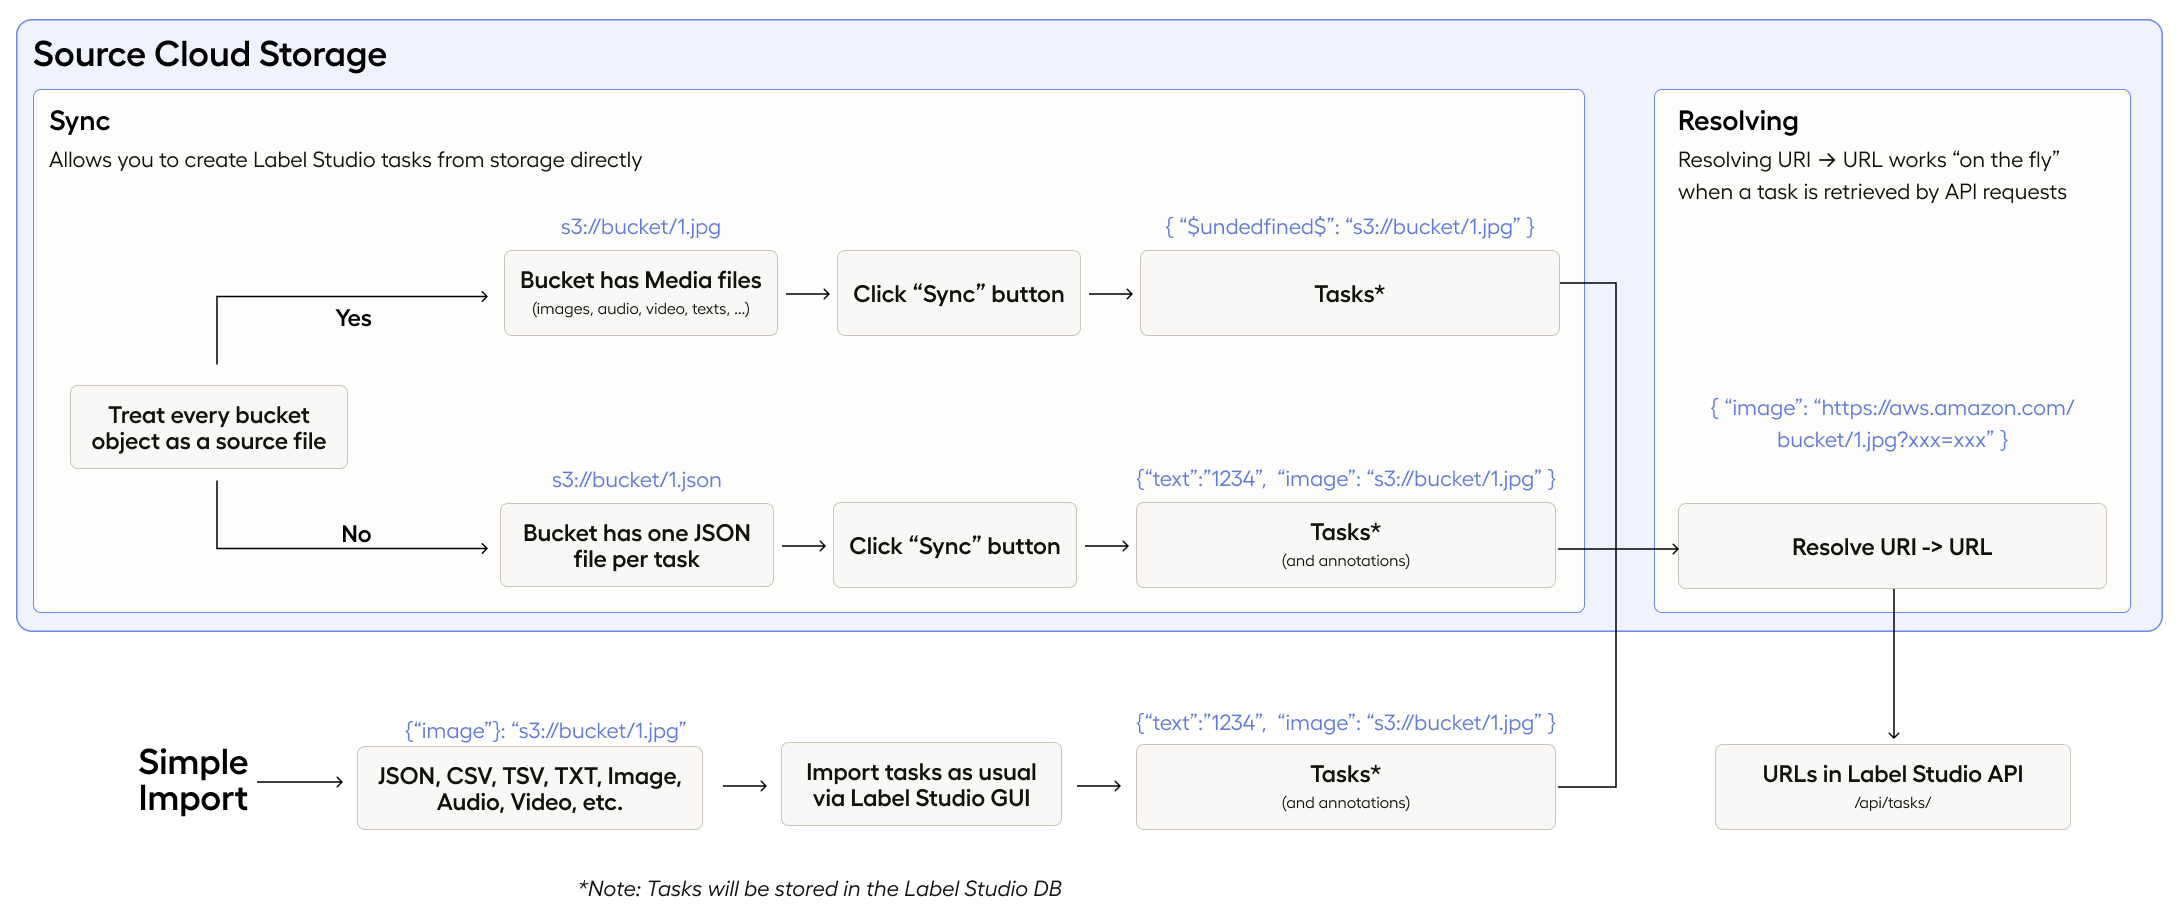 Source Cloud Storage
Sync
Allows you to create Label Studio tasks from storage directly
s3://bucket/1.jpg
Bucket has Media files
(images, audio, video, texts, ...)
Click “Sync” button
{ “$undedfined$”: “s3://bucket/1.jpg” }
Tasks*
Yes
Treat every bucket
object as a source file
No
s3://bucket/1.json
Bucket has one JSON
file per task
Click “Sync” button
{“text”:”1234”, “image”: “s3://bucket/1.jpg” }
Tasks*
(and annotations)
Resolving
Resolving URI → URL works “on the fly”
when a task is retrieved by API requests
{ “image”: “https://aws.amazon.com/
bucket/1.jpg?xxx=xxx” }
Resolve URI -> URL
Simple
Import
{“image”}: “s3://bucket/1.jpg”
JSON, CSV, TSV, TXT, Image,
Audio, Video, etc.
Import tasks as usual
via Label Studio GUI
{“text”:”1234”, “image”: “s3://bucket/1.jpg” }
Tasks*
(and annotations)
URLs in Label Studio API
/api/tasks/
*Note: Tasks will be stored in the Label Studio DB